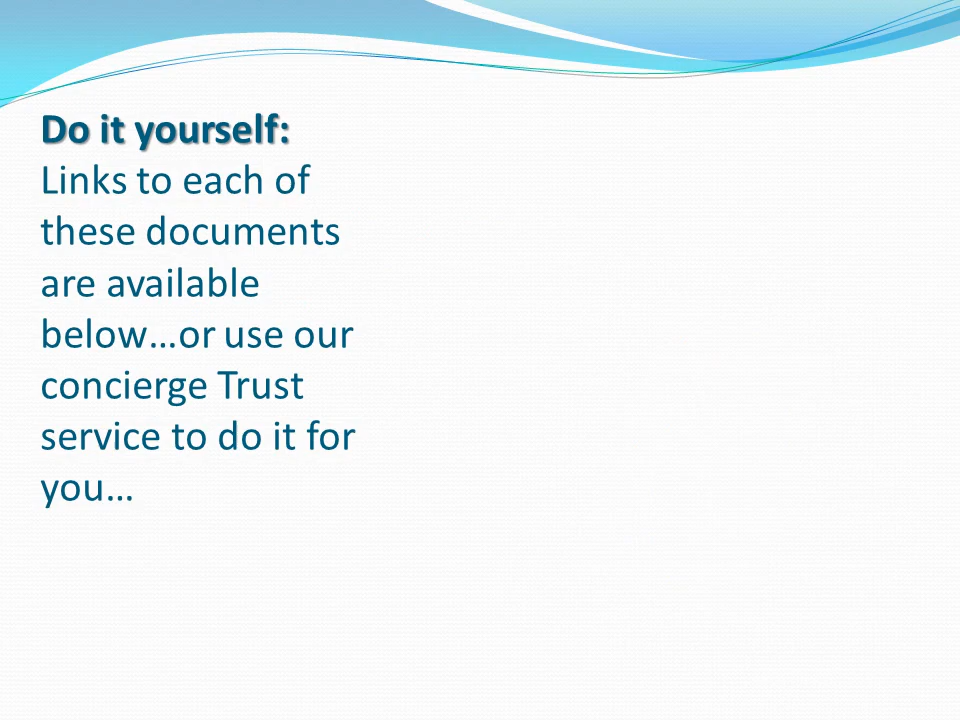 Do it yourself:
Links to each of
these documents
are available
below…or use our
concierge Trust
service to do it for
you…